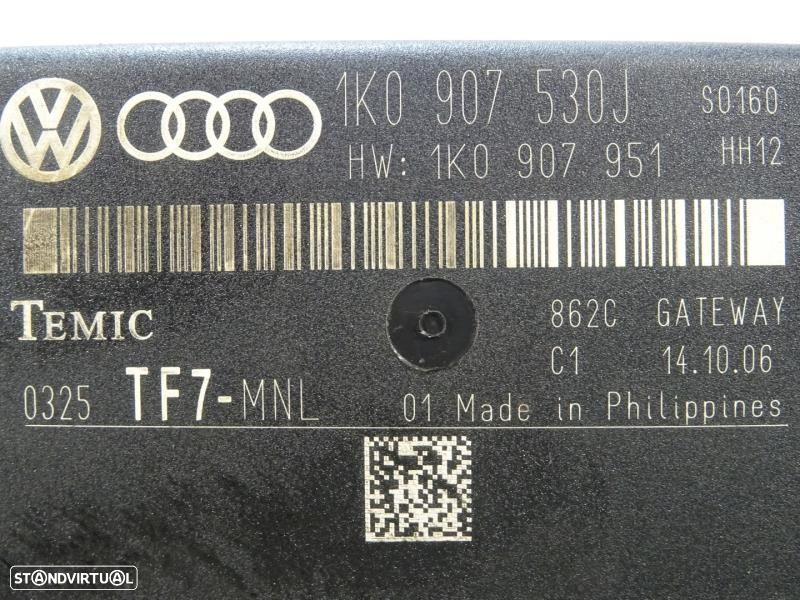 1K0 907 530J S0160
HW: 1K0 907 951 HH12
TEMIC
862C GATEWAY
C1 14.10.06
0325 TF7-MNL 01 Made in Philippines
STANDVIRTUAL